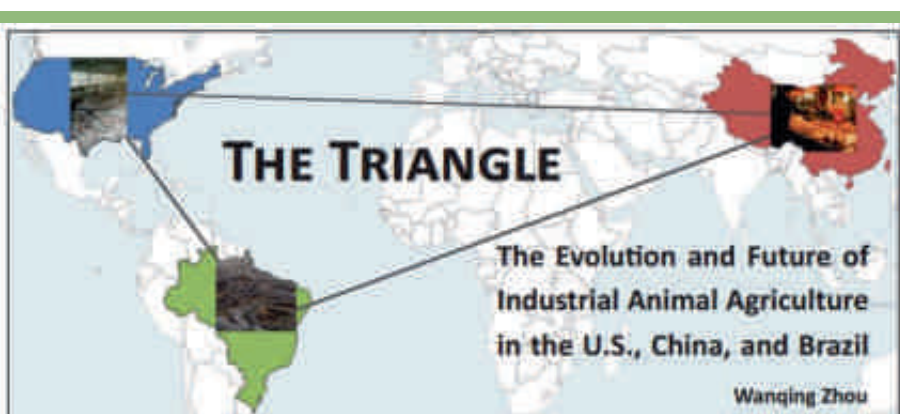 THE TRIANGLE
The Evolution and Future of
Industrial Animal Agriculture
in the U.S., China, and Brazil
Wanqing Zhou